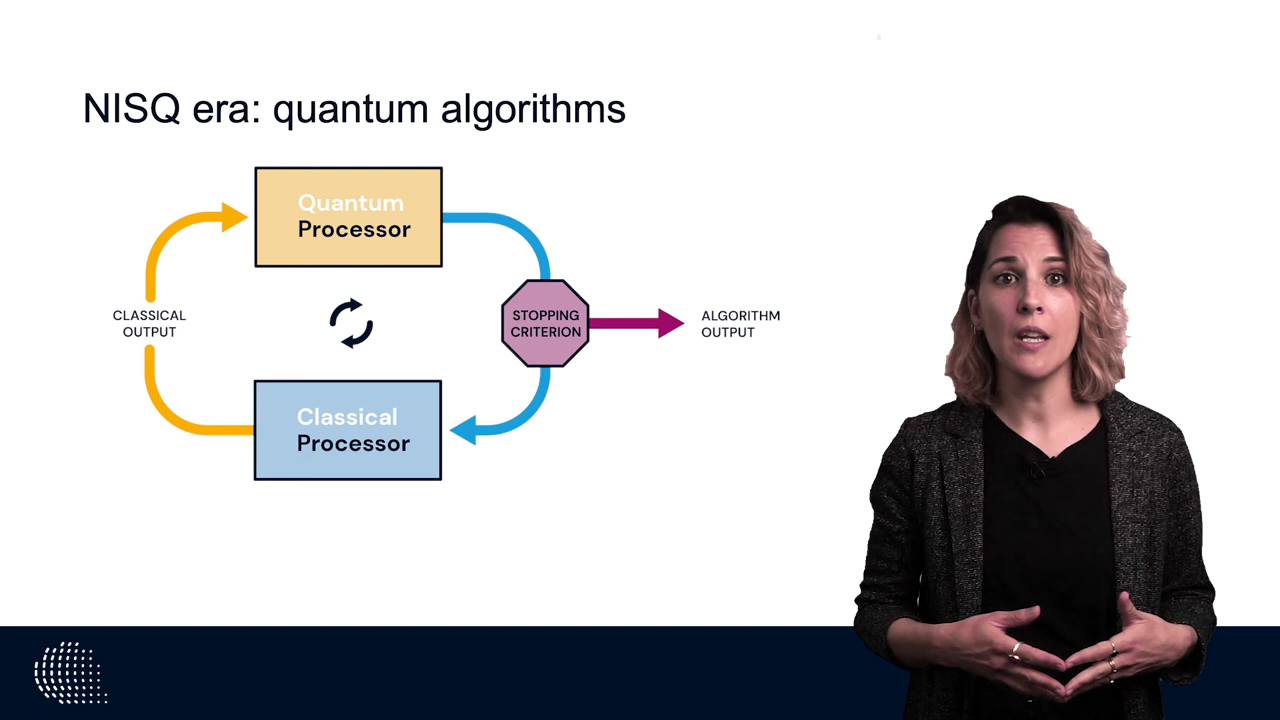 NISQ era: quantum algorithms
Quantum
Processor
CLASSICAL
OUTPUT
STOPPING
CRITERION
ALGORITHM
OUTPUT
Classical
Processor